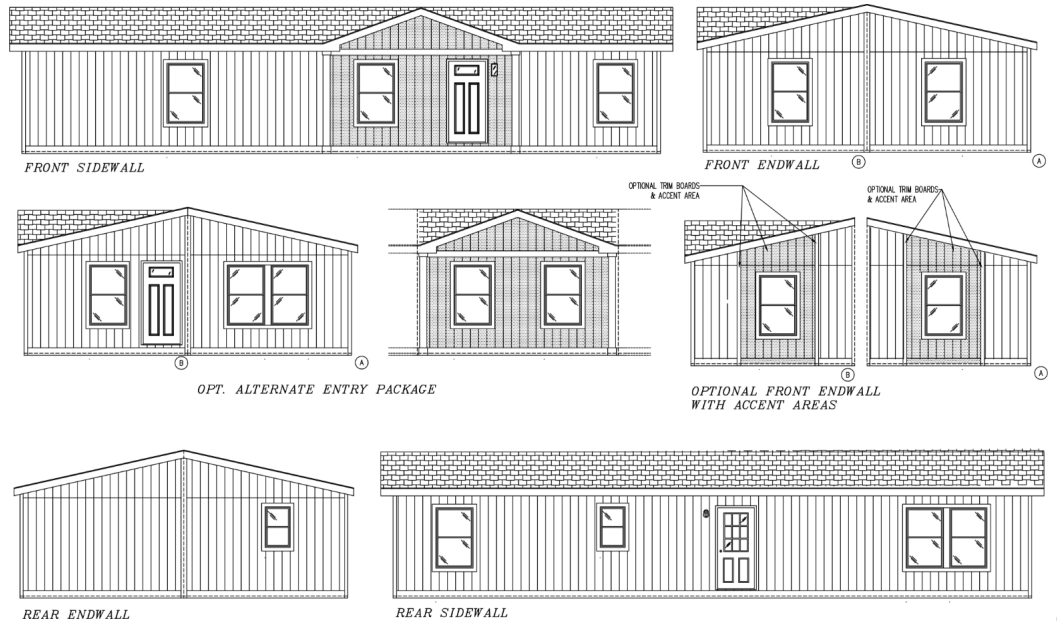 FRONT SIDEWALL
FRONT ENDWALL
B
A
OPTIONAL TRIM BOARDS
& ACCENT AREA
OPTIONAL TRIM BOARDS
& ACCENT AREA
B
A
OPT. ALTERNATE ENTRY PACKAGE
B
A
OPTIONAL FRONT ENDWALL
WITH ACCENT AREAS
REAR ENDWALL
REAR SIDEWALL